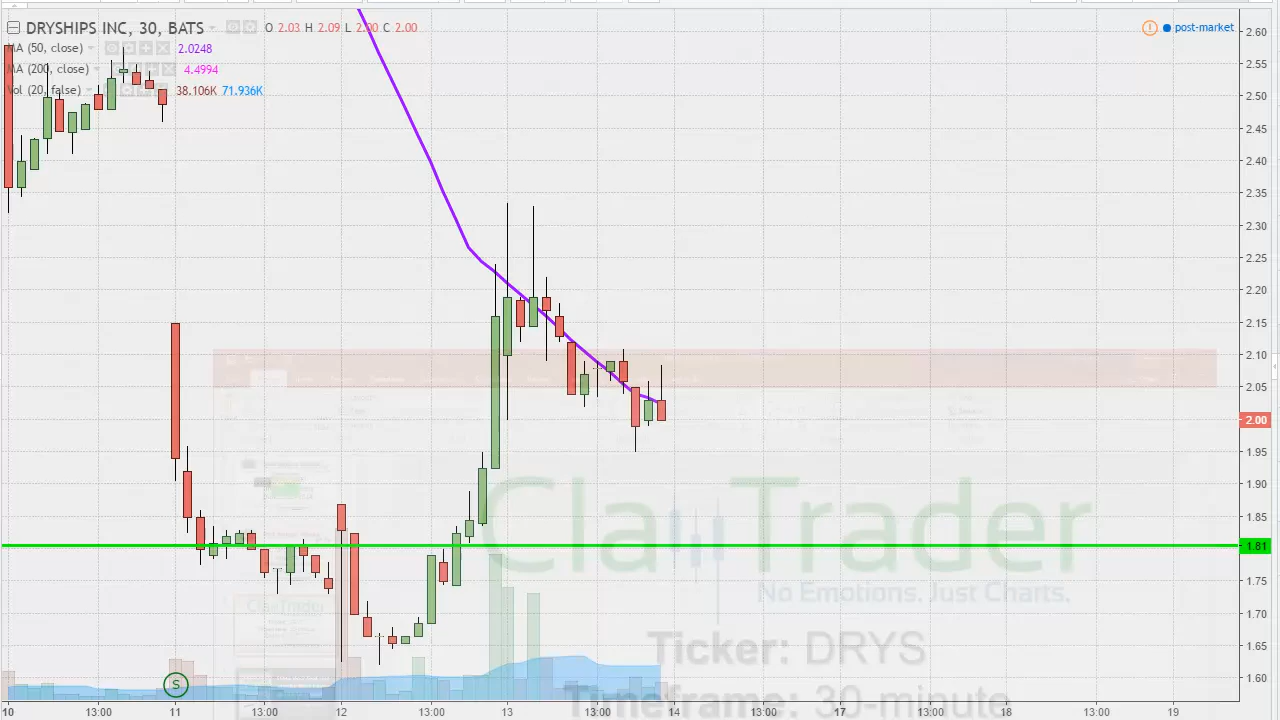 DRYSHIPS INC, 30, BATS O 2.03 H 2.09 L 2.00 C 2.00
post-market
MA (50, close) 2.0248
MA (200, close) 4.4994
Vol (20, false) 38.106K 71.936K
2.60
2.55
2.50
2.45
2.40
2.35
2.30
2.25
2.20
2.15
2.10
2.05
2.00
1.95
1.90
1.85
1.81
1.75
1.70
1.65
1.60
ClayTrader
No Emotions. Just Charts.
ClayTrader
Ticker: DRYS
Timeframe: 30-minute
S
10 13:00 11 13:00 12 13:00 13 13:00 14 13:00 17 13:00 18 13:00 19